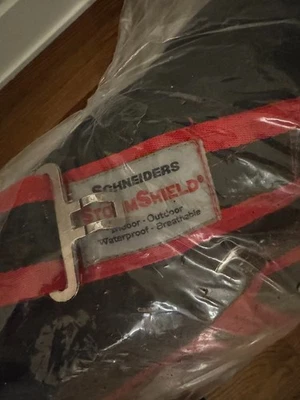 SCHNEIDERS
STORMSHIELD®
Indoor - Outdoor
Waterproof - Breathable